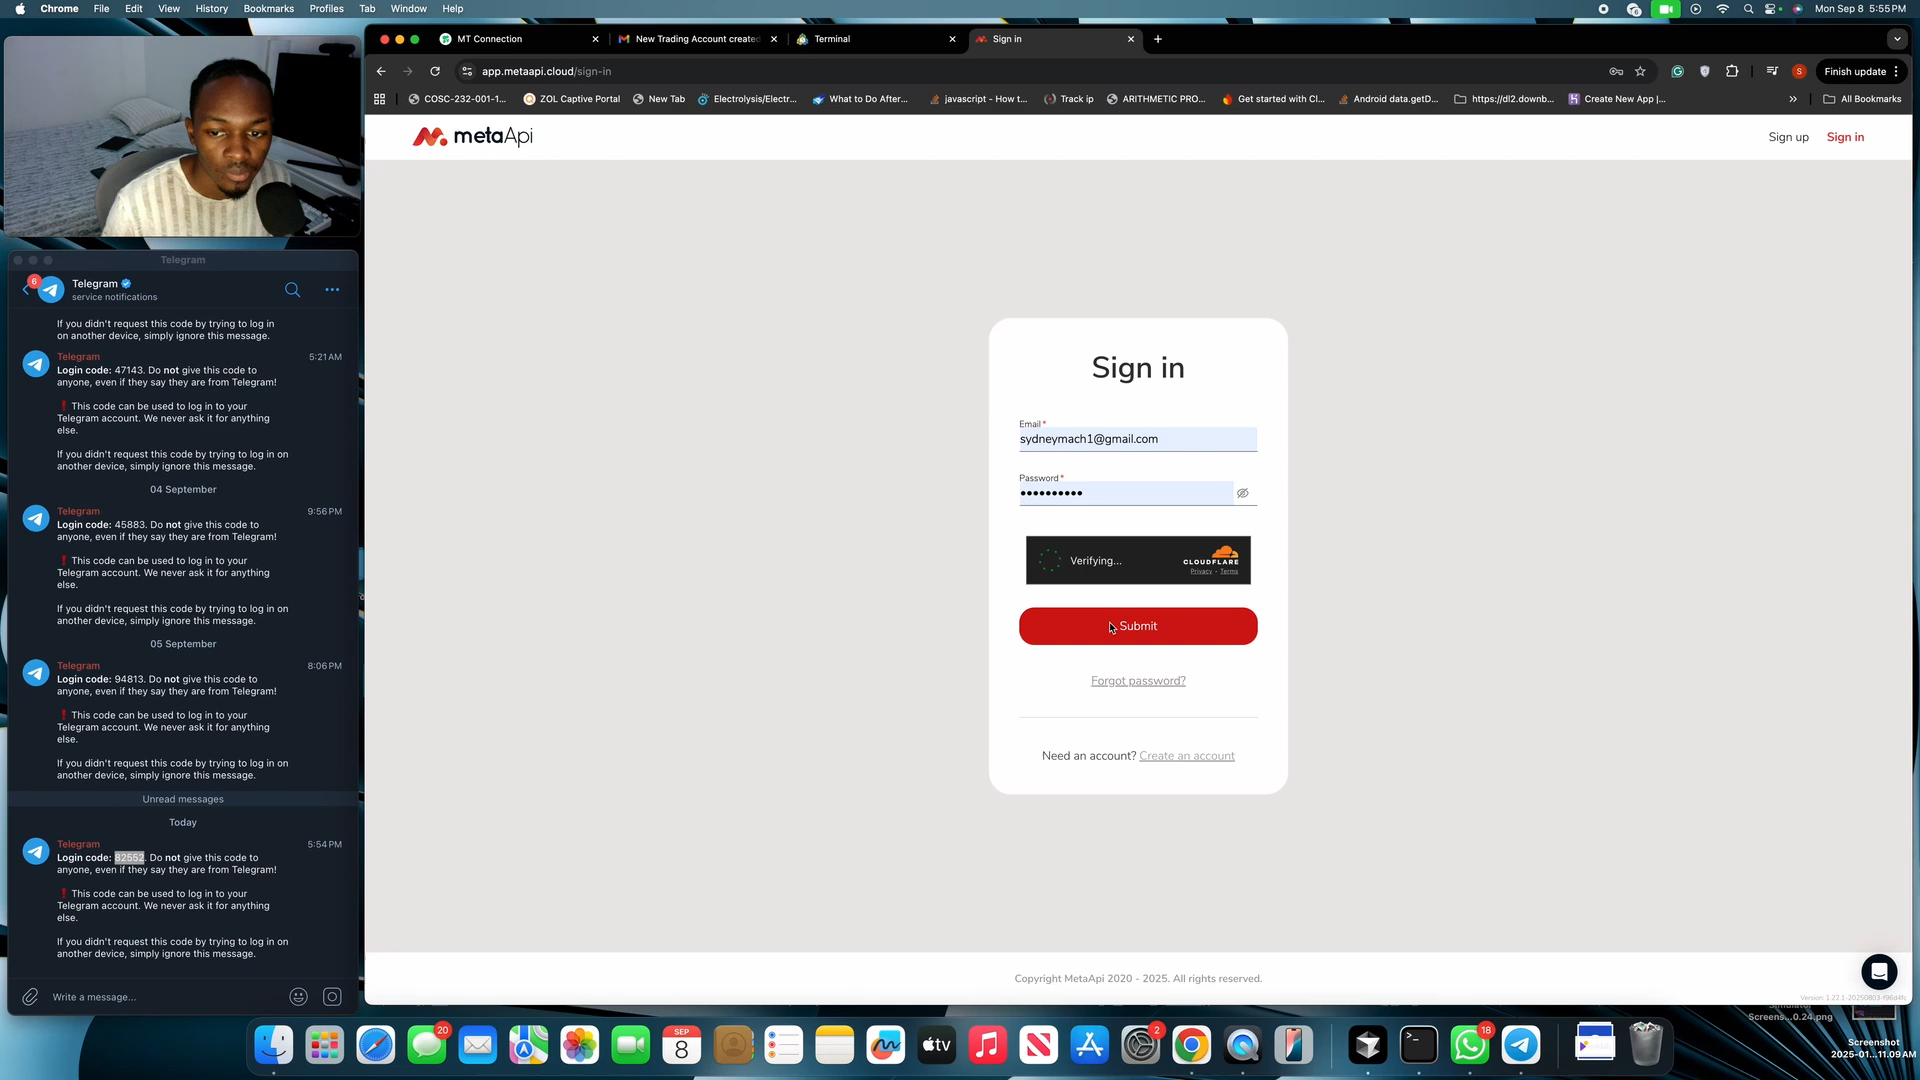 Chrome File Edit View History Bookmarks Profiles Tab Window Help
Mon Sep 8 5:55 PM
MT Connection
New Trading Account created
Terminal
Sign in
app.metaapi.cloud/sign-in
Finish update
COSC-232-001-1...
ZOL Captive Portal
New Tab
Electrolysis/Electr...
What to Do After...
javascript - How t...
Track ip
ARITHMETIC PRO...
Get started with Cl...
Android data.getD...
https://dl2.downb...
Create New App |...
All Bookmarks
metaApi
Sign up
Sign in
Telegram
6
Telegram
service notifications
If you didn't request this code by trying to log in
on another device, simply ignore this message.
Telegram 5:21 AM
Login code: 47143. Do not give this code to
anyone, even if they say they are from Telegram!
❗This code can be used to log in to your
Telegram account. We never ask it for anything
else.
If you didn't request this code by trying to log in on
another device, simply ignore this message.
04 September
Telegram 9:56 PM
Login code: 45883. Do not give this code to
anyone, even if they say they are from Telegram!
❗This code can be used to log in to your
Telegram account. We never ask it for anything
else.
If you didn't request this code by trying to log in on
another device, simply ignore this message.
05 September
Telegram 8:06 PM
Login code: 94813. Do not give this code to
anyone, even if they say they are from Telegram!
❗This code can be used to log in to your
Telegram account. We never ask it for anything
else.
If you didn't request this code by trying to log in on
another device, simply ignore this message.
Unread messages
Today
Telegram 5:54 PM
Login code: 82552. Do not give this code to
anyone, even if they say they are from Telegram!
❗This code can be used to log in to your
Telegram account. We never ask it for anything
else.
If you didn't request this code by trying to log in on
another device, simply ignore this message.
Write a message...
Sign in
Email *
sydneymach1@gmail.com
Password *
Verifying...
CLOUDFLARE
Privacy • Terms
Submit
Forgot password?
Need an account? Create an account
Copyright MetaApi 2020 - 2025. All rights reserved.
Screens...0.24.png
20
SEP
8
tv
2
18
Screenshot
2025-01...11.09 AM